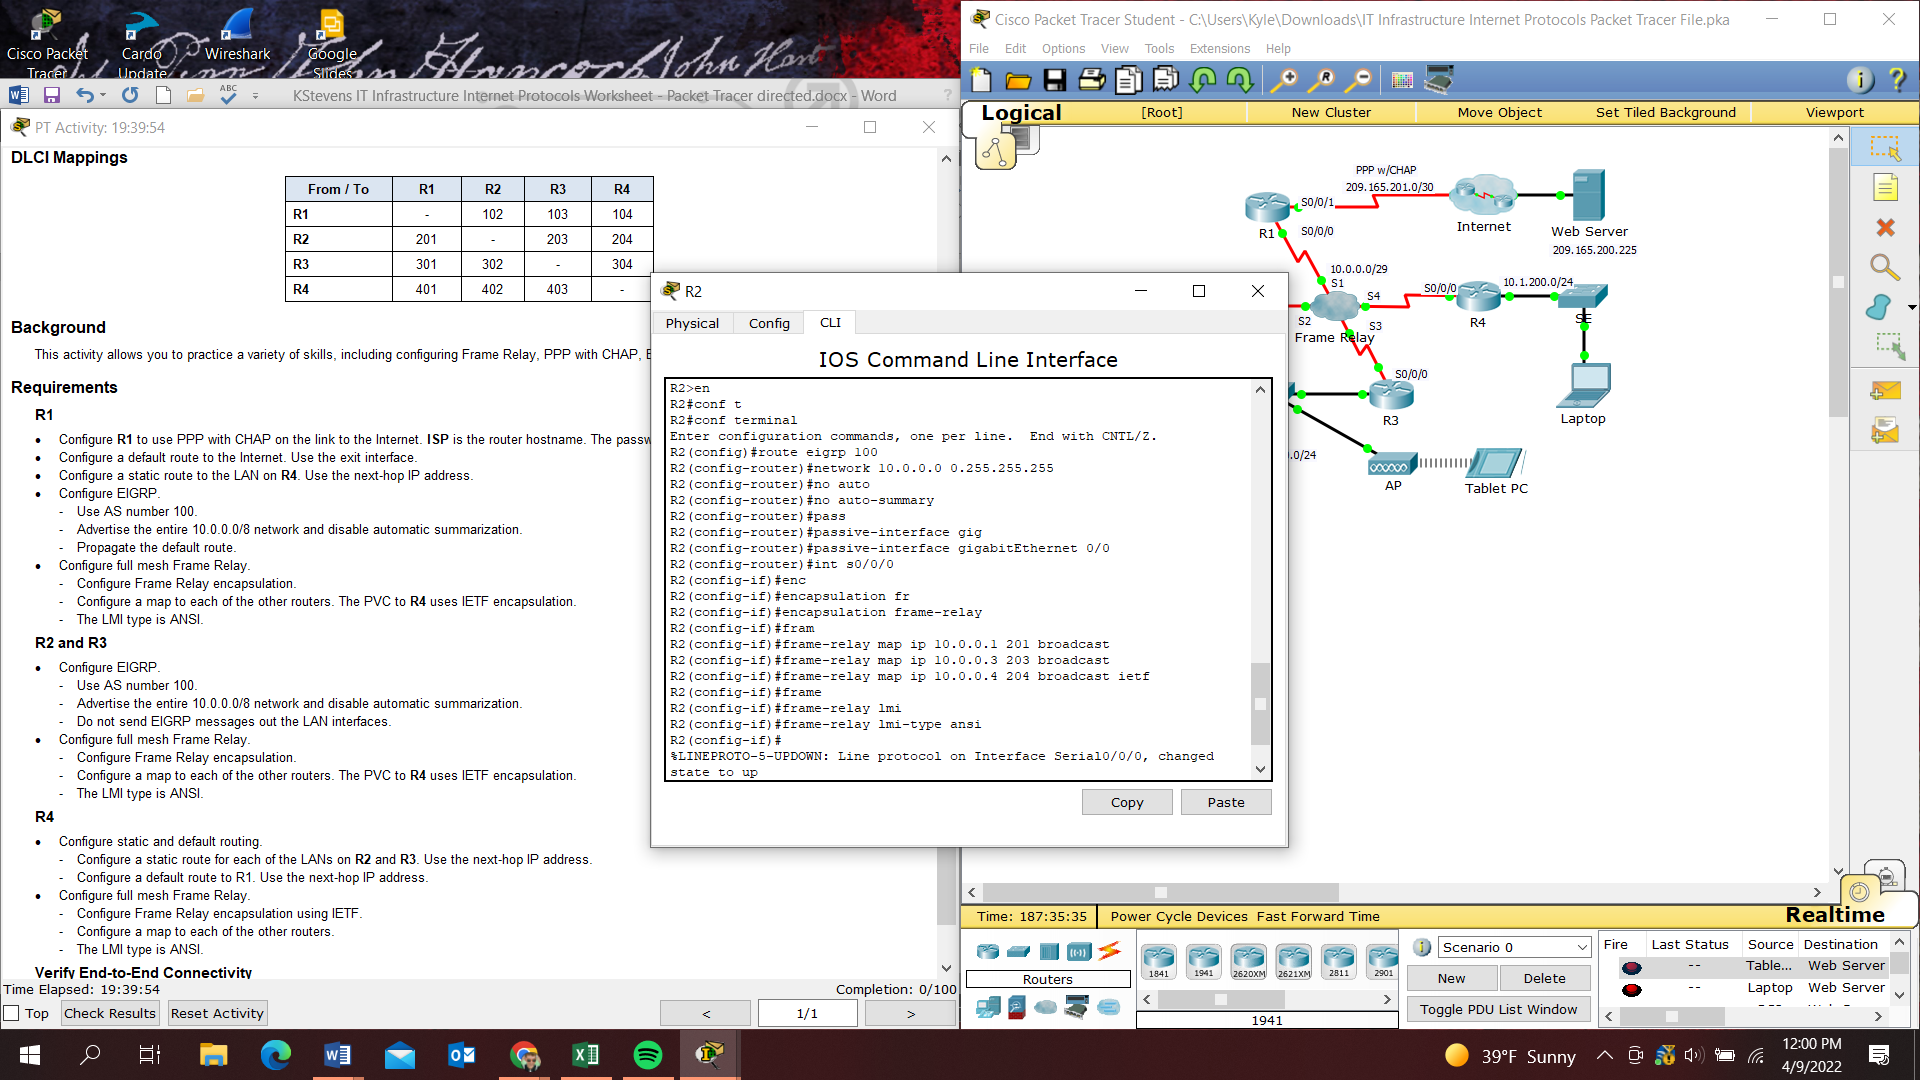 Cisco Packet
Tracer
Cardo
Update
Wireshark
Google
Slides
KStevens IT Infrastructure Internet Protocols Worksheet - Packet Tracer directed.docx - Word
PT Activity: 19:39:54
DLCI Mappings
From / To R1 R2 R3 R4
R1 - 102 103 104
R2 201 - 203 204
R3 301 302 - 304
R4 401 402 403 -
Background
This activity allows you to practice a variety of skills, including configuring Frame Relay, PPP with CHAP, E
Requirements
R1
• Configure R1 to use PPP with CHAP on the link to the Internet. ISP is the router hostname. The passw
• Configure a default route to the Internet. Use the exit interface.
• Configure a static route to the LAN on R4. Use the next-hop IP address.
• Configure EIGRP.
- Use AS number 100.
- Advertise the entire 10.0.0.0/8 network and disable automatic summarization.
- Propagate the default route.
• Configure full mesh Frame Relay.
- Configure Frame Relay encapsulation.
- Configure a map to each of the other routers. The PVC to R4 uses IETF encapsulation.
- The LMI type is ANSI.
R2 and R3
• Configure EIGRP.
- Use AS number 100.
- Advertise the entire 10.0.0.0/8 network and disable automatic summarization.
- Do not send EIGRP messages out the LAN interfaces.
• Configure full mesh Frame Relay.
- Configure Frame Relay encapsulation.
- Configure a map to each of the other routers. The PVC to R4 uses IETF encapsulation.
- The LMI type is ANSI.
R4
• Configure static and default routing.
- Configure a static route for each of the LANs on R2 and R3. Use the next-hop IP address.
- Configure a default route to R1. Use the next-hop IP address.
• Configure full mesh Frame Relay.
- Configure Frame Relay encapsulation using IETF.
- Configure a map to each of the other routers.
- The LMI type is ANSI.
Verify End-to-End Connectivity
Time Elapsed: 19:39:54
Completion: 0/100
Top
Check Results
Reset Activity
<
1/1
>
R2
Physical Config CLI
IOS Command Line Interface
R2>en
R2#conf t
R2#conf terminal
Enter configuration commands, one per line. End with CNTL/Z.
R2(config)#route eigrp 100
R2(config-router)#network 10.0.0.0 0.255.255.255
R2(config-router)#no auto
R2(config-router)#no auto-summary
R2(config-router)#pass
R2(config-router)#passive-interface gig
R2(config-router)#passive-interface gigabitEthernet 0/0
R2(config-router)#int s0/0/0
R2(config-if)#enc
R2(config-if)#encapsulation fr
R2(config-if)#encapsulation frame-relay
R2(config-if)#fram
R2(config-if)#frame-relay map ip 10.0.0.1 201 broadcast
R2(config-if)#frame-relay map ip 10.0.0.3 203 broadcast
R2(config-if)#frame-relay map ip 10.0.0.4 204 broadcast ietf
R2(config-if)#frame
R2(config-if)#frame-relay lmi
R2(config-if)#frame-relay lmi-type ansi
R2(config-if)#
%LINEPROTO-5-UPDOWN: Line protocol on Interface Serial0/0/0, changed
state to up
Copy
Paste
Cisco Packet Tracer Student - C:\Users\Kyle\Downloads\IT Infrastructure Internet Protocols Packet Tracer File.pka
File Edit Options View Tools Extensions Help
Logical
[Root]
New Cluster
Move Object
Set Tiled Background
Viewport
PPP w/CHAP
209.165.201.0/30
S0/0/1
R1
S0/0/0
Internet
Web Server
209.165.200.225
10.0.0.0/29
S1
S4
S0/0/0
10.1.200.0/24
S2
S3
Frame Relay
R4
SE
S0/0/0
R3
Laptop
.0/24
AP
Tablet PC
Time: 187:35:35
Power Cycle Devices Fast Forward Time
Realtime
Routers
1841
1941
2620XM
2621XM
2811
2901
1941
Scenario 0
New
Delete
Toggle PDU List Window
Fire Last Status Source Destination
-- Table... Web Server
-- Laptop Web Server
39°F Sunny
12:00 PM
4/9/2022